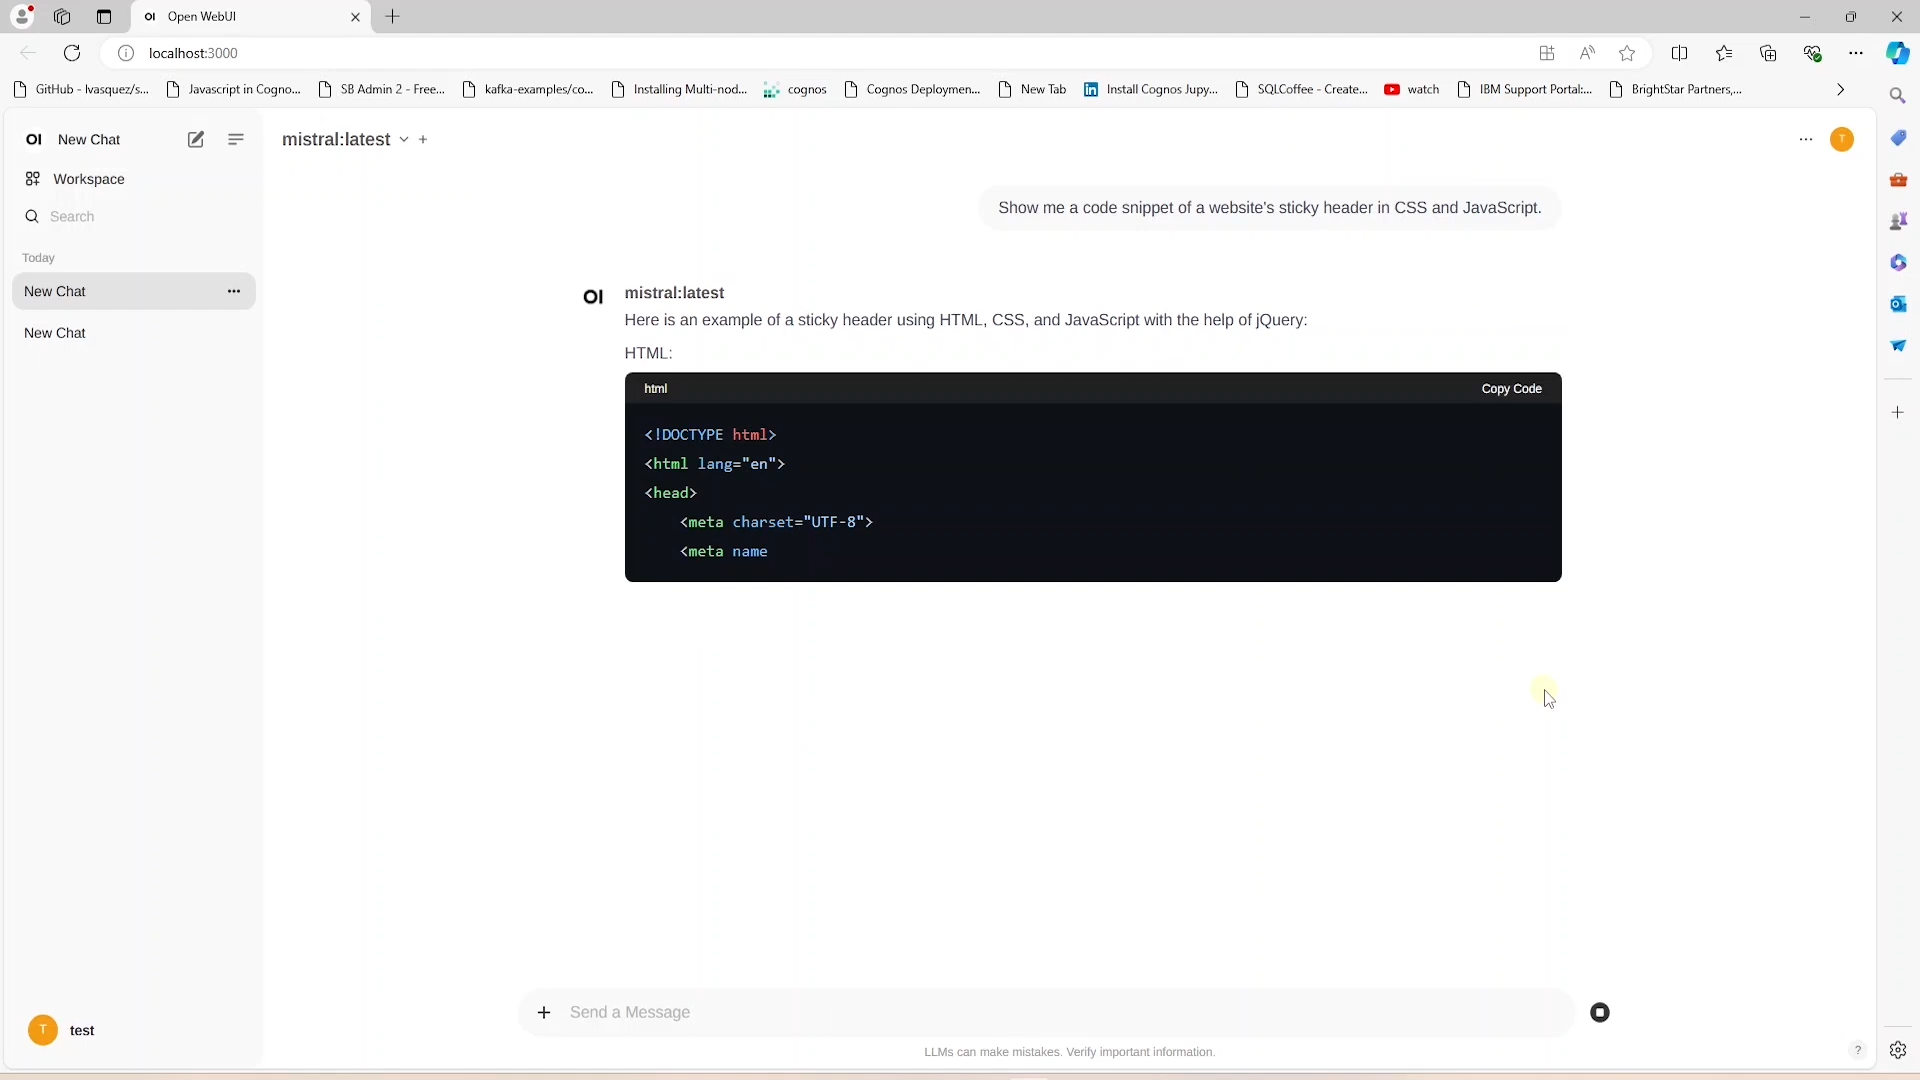 OI Open WebUI
localhost:3000
GitHub - lvasquez/s... Javascript in Cogno... SB Admin 2 - Free... kafka-examples/co... Installing Multi-nod... cognos Cognos Deploymen... New Tab in Install Cognos Jupy... SQLCoffee - Create... watch IBM Support Portal:... BrightStar Partners,...
OI New Chat
mistral:latest
T
Workspace
Search
Show me a code snippet of a website's sticky header in CSS and JavaScript.
Today
New Chat
New Chat
OI mistral:latest
Here is an example of a sticky header using HTML, CSS, and JavaScript with the help of jQuery:
HTML:
html Copy Code
<!DOCTYPE html>
<html lang="en">
<head>
<meta charset="UTF-8">
<meta name
Send a Message
T test
LLMs can make mistakes. Verify important information.
?